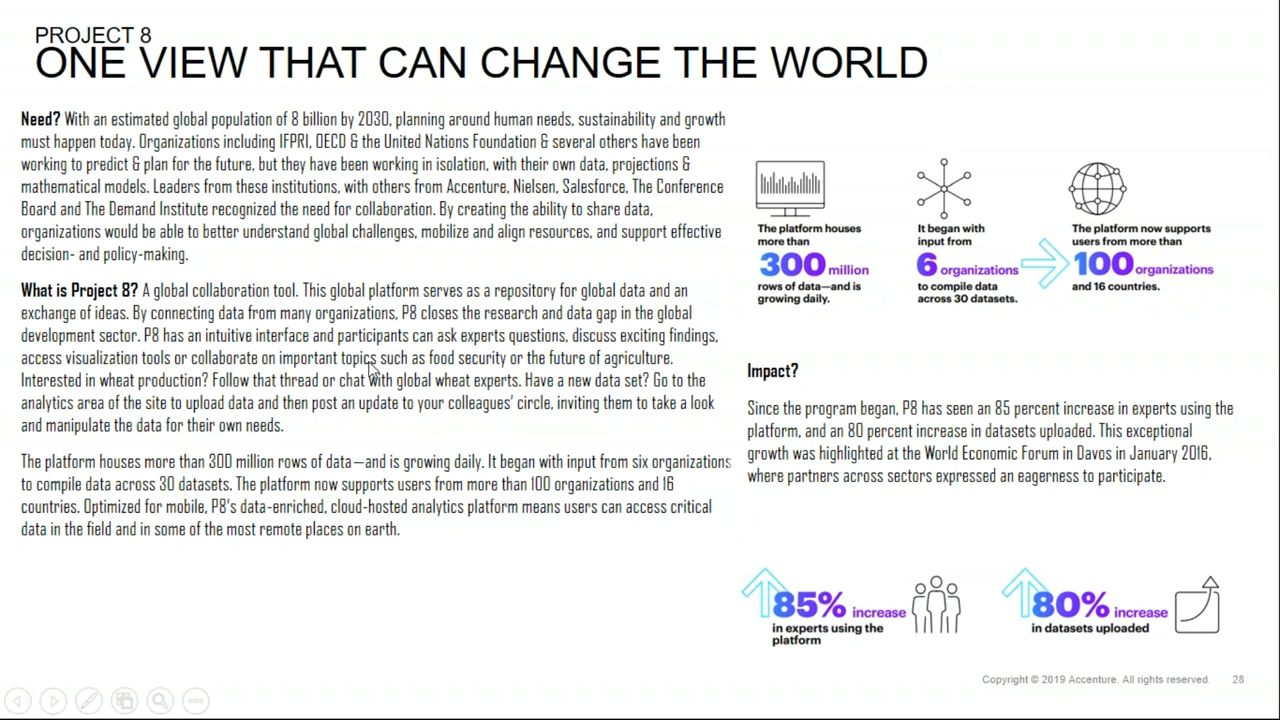 PROJECT 8
ONE VIEW THAT CAN CHANGE THE WORLD
Need? With an estimated global population of 8 billion by 2030, planning around human needs, sustainability and growth
must happen today. Organizations including IFPRI, OECD & the United Nations Foundation & several others have been
working to predict & plan for the future, but they have been working in isolation, with their own data, projections &
mathematical models. Leaders from these institutions, with others from Accenture, Nielsen, Salesforce, The Conference
Board and The Demand Institute recognized the need for collaboration. By creating the ability to share data,
organizations would be able to better understand global challenges, mobilize and align resources, and support effective
decision- and policy-making.
What is Project 8? A global collaboration tool. This global platform serves as a repository for global data and an
exchange of ideas. By connecting data from many organizations, P8 closes the research and data gap in the global
development sector. P8 has an intuitive interface and participants can ask experts questions, discuss exciting findings,
access visualization tools or collaborate on important topics such as food security or the future of agriculture.
Interested in wheat production? Follow that thread or chat with global wheat experts. Have a new data set? Go to the
analytics area of the site to upload data and then post an update to your colleagues' circle, inviting them to take a look
and manipulate the data for their own needs.
The platform houses more than 300 million rows of data—and is growing daily. It began with input from six organizations
to compile data across 30 datasets. The platform now supports users from more than 100 organizations and 16
countries. Optimized for mobile, P8's data-enriched, cloud-hosted analytics platform means users can access critical
data in the field and in some of the most remote places on earth.
The platform houses
more than
300 million
rows of data—and is
growing daily.
It began with
input from
6 organizations
to compile data
across 30 datasets.
The platform now supports
users from more than
100 organizations
and 16 countries.
Impact?
Since the program began, P8 has seen an 85 percent increase in experts using the
platform, and an 80 percent increase in datasets uploaded. This exceptional
growth was highlighted at the World Economic Forum in Davos in January 2016,
where partners across sectors expressed an eagerness to participate.
85% increase
in experts using the
platform
80% increase
in datasets uploaded
Copyright © 2019 Accenture. All rights reserved. 28